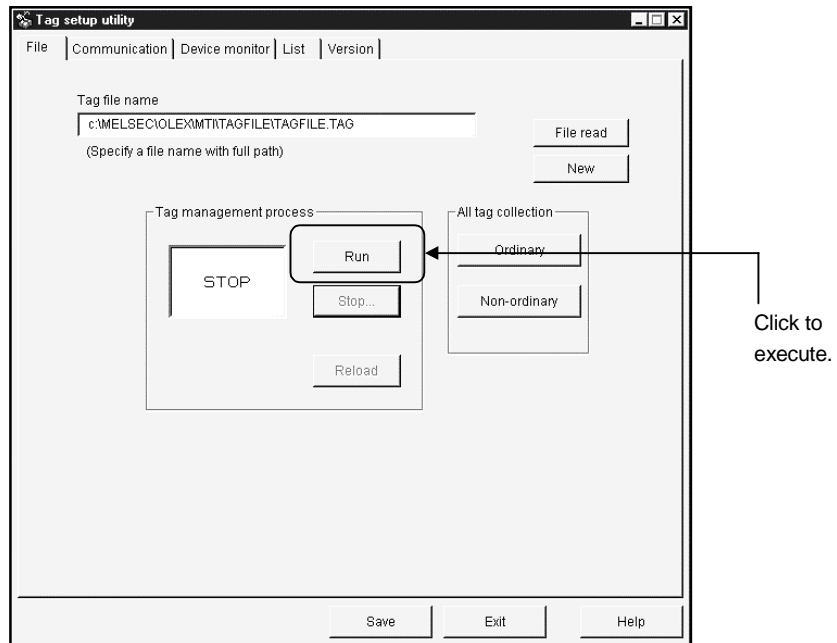 Tag setup utility
File Communication Device monitor List Version
Tag file name
c:\MELSEC\OLEX\MTI\TAGFILE\TAGFILE.TAG
(Specify a file name with full path)
File read
New
Tag management process
STOP
Run
Stop...
Reload
All tag collection
Ordinary
Non-ordinary
Click to
execute.
Save Exit Help